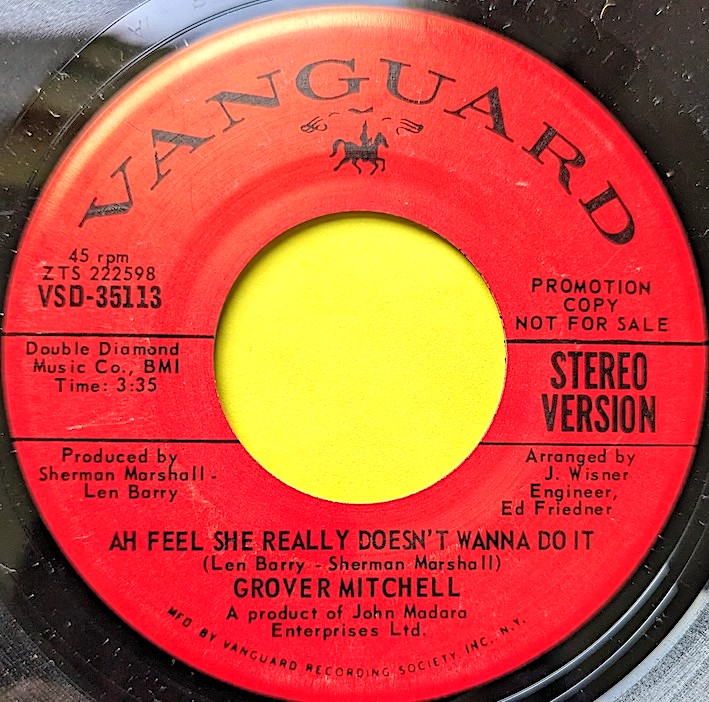 VANGUARD
45 rpm
ZTS 222598
VSD-35113
PROMOTION
COPY
NOT FOR SALE
Double Diamond
Music Co., BMI
Time: 3:35
STEREO
VERSION
Produced by
Sherman Marshall -
Len Barry
Arranged by
J. Wisner
Engineer,
Ed Friedner
AH FEEL SHE REALLY DOESN'T WANNA DO IT
(Len Barry - Sherman Marshall)
GROVER MITCHELL
A product of John Madara
Enterprises Ltd.
MFD. BY VANGUARD RECORDING SOCIETY, INC., N.Y.